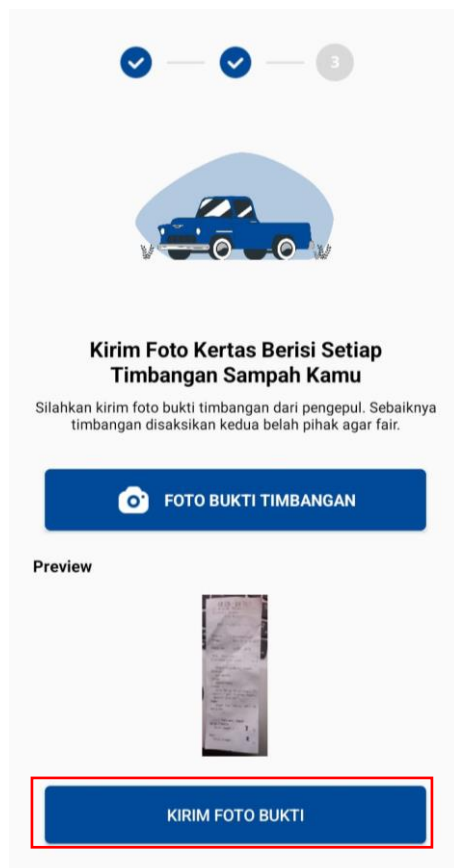 3
Kirim Foto Kertas Berisi Setiap
Timbangan Sampah Kamu
Silahkan kirim foto bukti timbangan dari pengepul. Sebaiknya
timbangan disaksikan kedua belah pihak agar fair.
FOTO BUKTI TIMBANGAN
Preview
KIRIM FOTO BUKTI